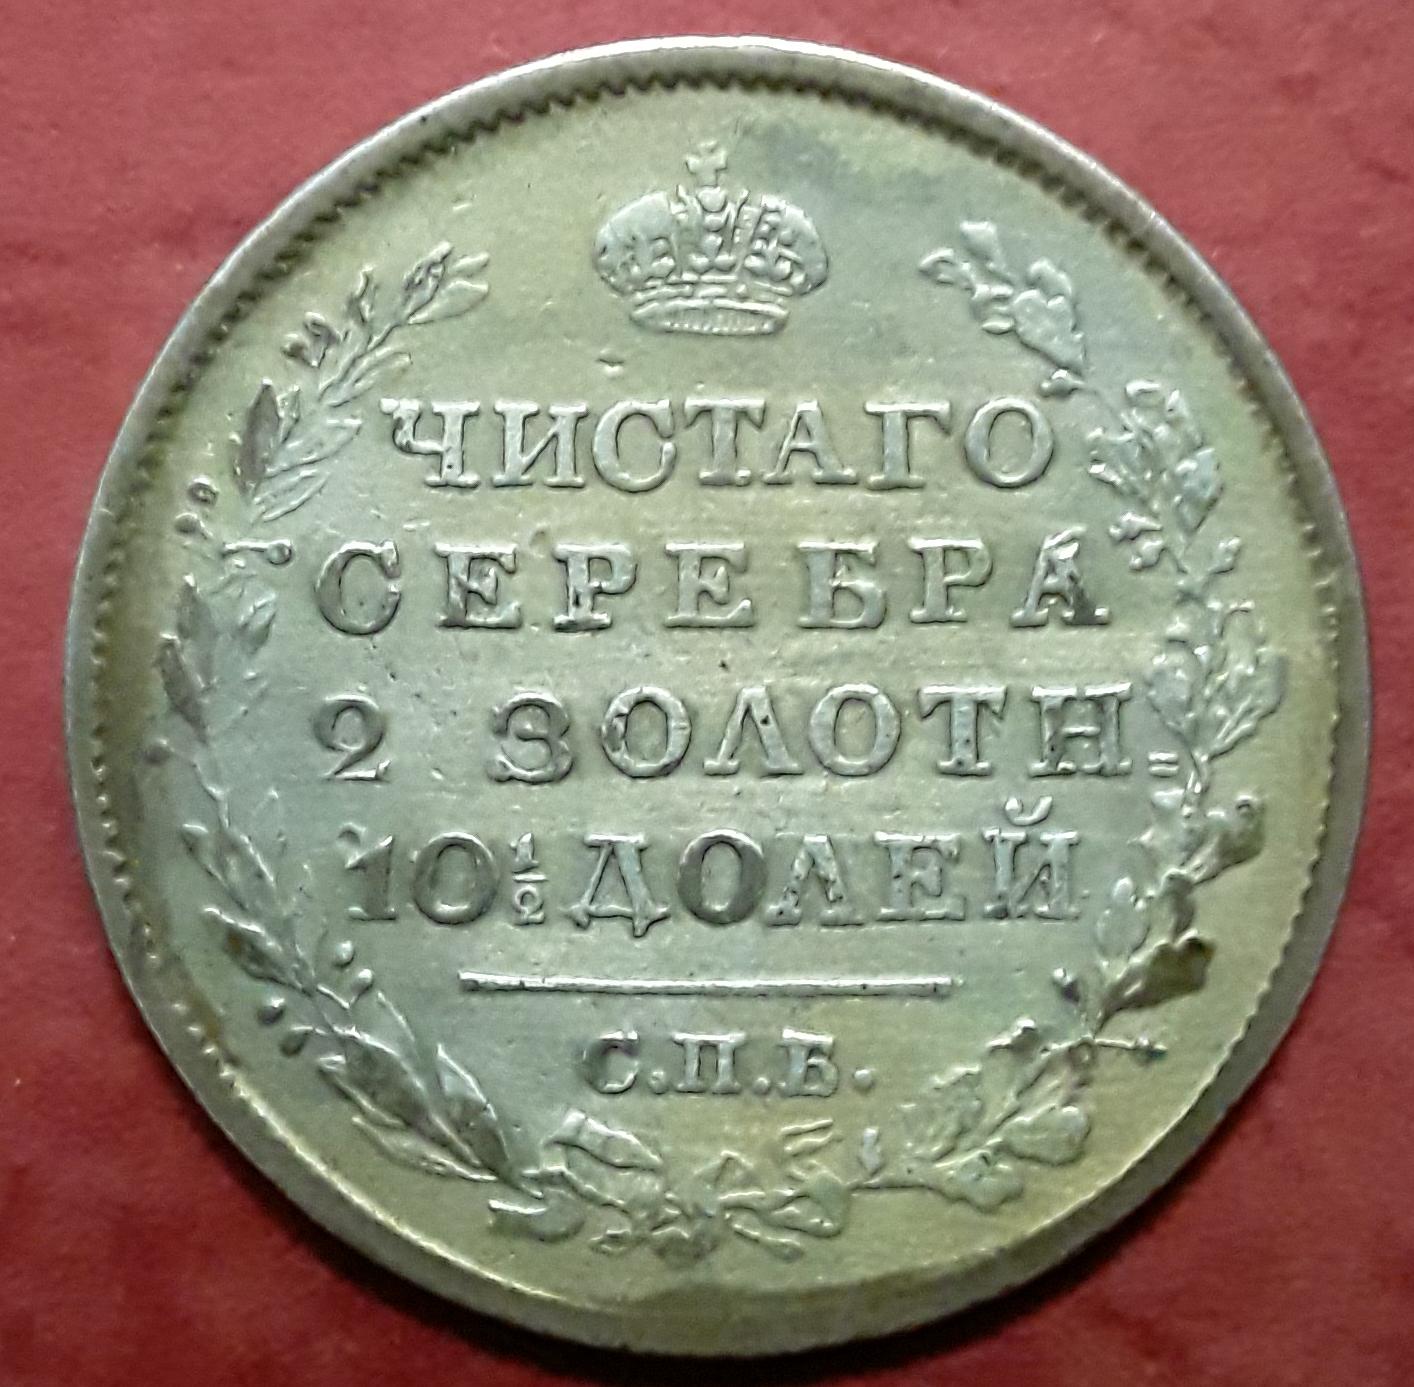 ЧИСТАГО
СЕРЕБРА
2 ЗОЛОТН
10½ ДОЛЕЙ
С.П.Б.